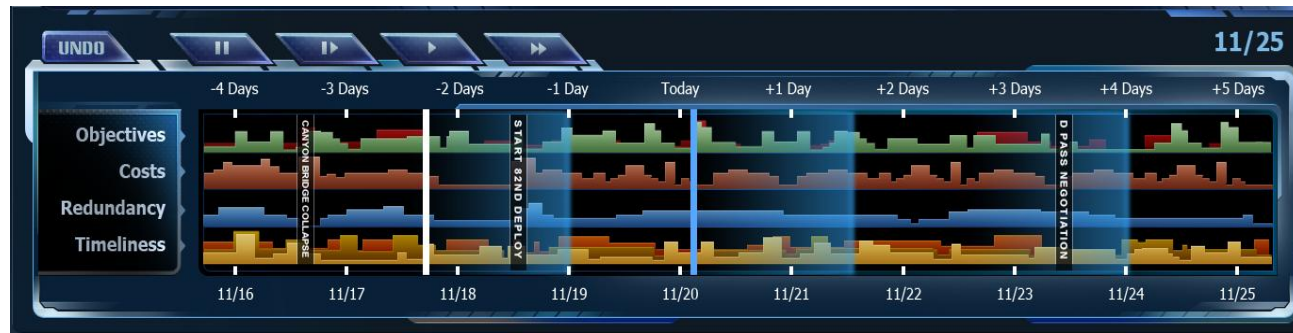 UNDO
11/25
-4 Days -3 Days -2 Days -1 Day Today +1 Day +2 Days +3 Days +4 Days +5 Days
Objectives
Costs
Redundancy
Timeliness
CANYON BRIDGE COLLAPSE
START 82ND DEPLOY
D PASS NEGOTIATION
11/16 11/17 11/18 11/19 11/20 11/21 11/22 11/23 11/24 11/25